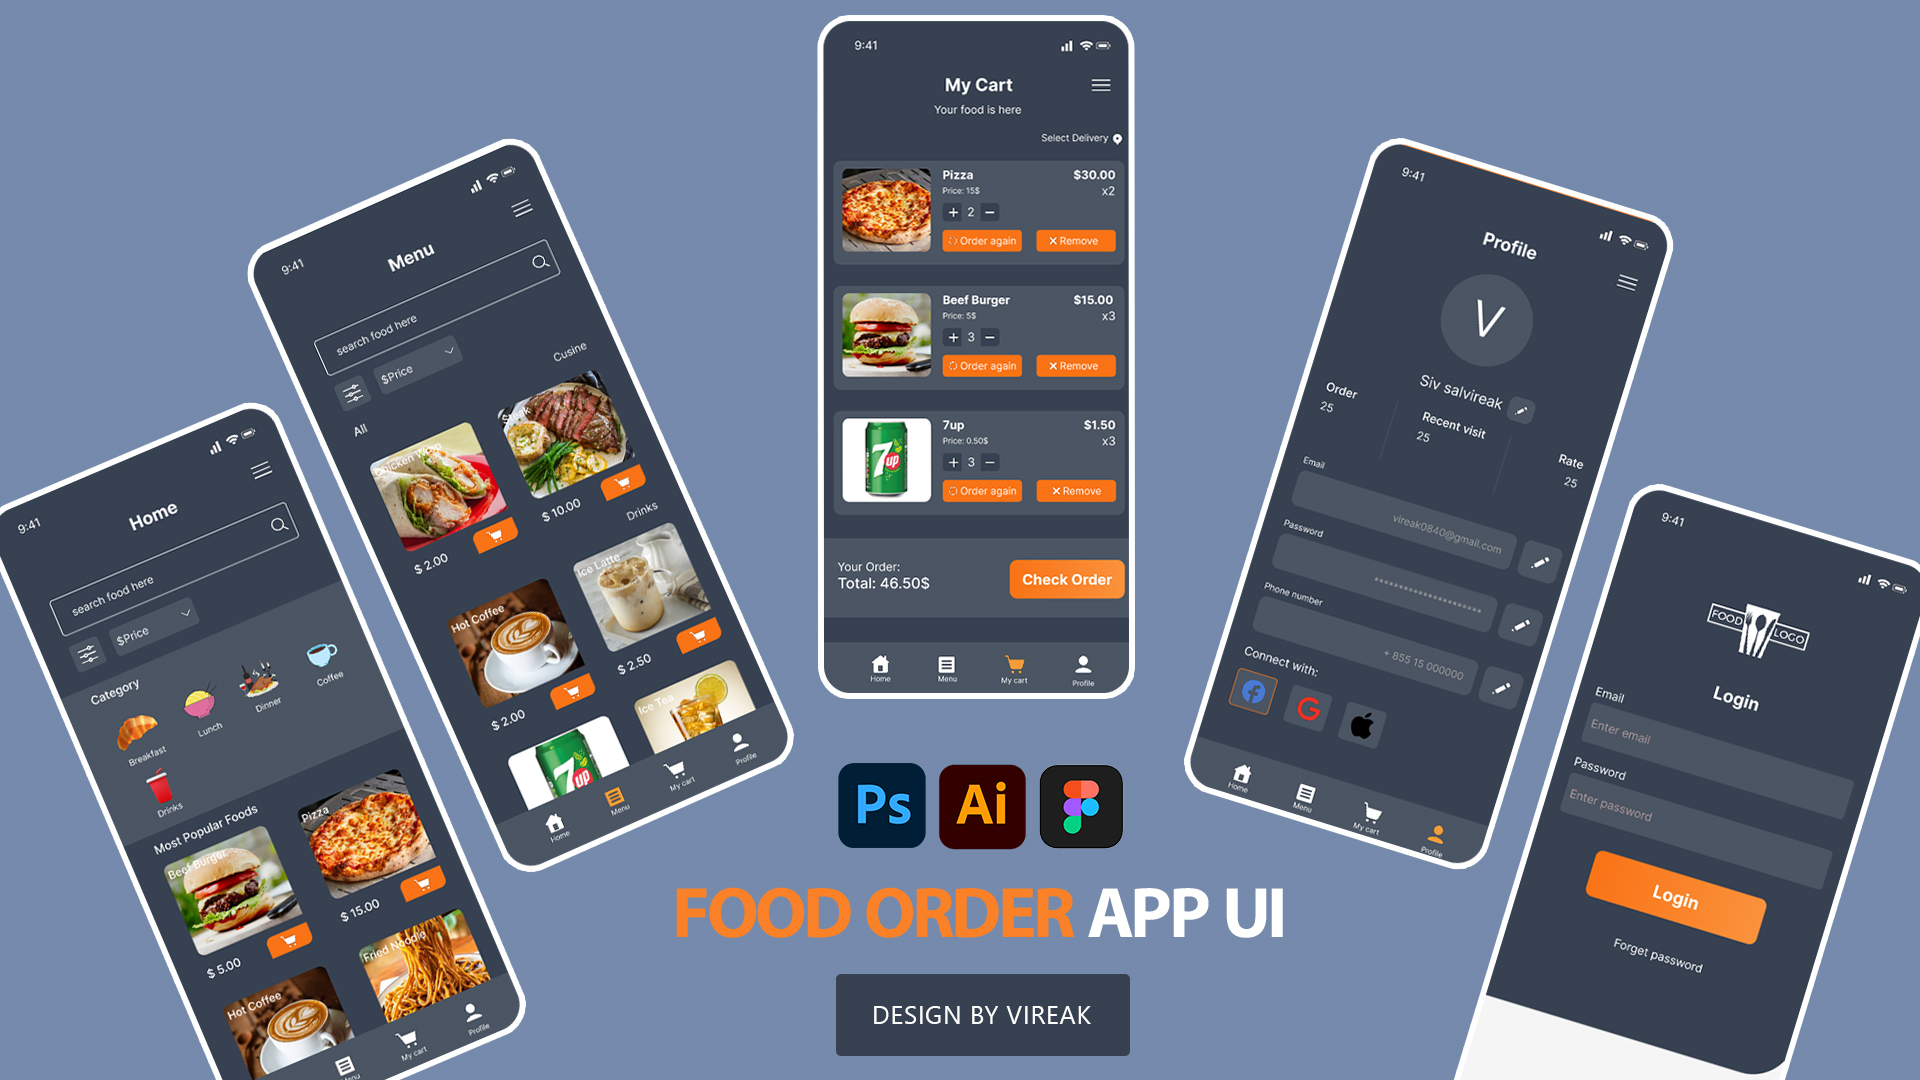 9:41
Home
search food here
$Price
Category
Breakfast
Lunch
Dinner
Coffee
Drinks
Most Popular Foods
Beef Burger
$ 5.00
Pizza
$ 15.00
Hot Coffee
Fried Noodle
Menu
My cart
Profile
9:41
Menu
search food here
$Price
All
Cusine
Chicken Wrap
$ 2.00
Steak
$ 10.00
Drinks
Hot Coffee
$ 2.00
Ice Latte
$ 2.50
7up
Ice Tea
Home
Menu
My cart
Profile
9:41
My Cart
Your food is here
Select Delivery
Pizza
$30.00
Price: 15$
x2
+ 2 −
Order again
Remove
Beef Burger
$15.00
Price: 5$
x3
+ 3 −
Order again
Remove
7up
$1.50
Price: 0.50$
x3
+ 3 −
Order again
Remove
7up
Your Order:
Total: 46.50$
Check Order
Home
Menu
My cart
Profile
9:41
Profile
V
Siv salvireak
Order
25
Recent visit
25
Rate
25
Email
vireak0840@gmail.com
Password
Phone number
+ 855 15 000000
Connect with:
Home
Menu
My cart
Profile
9:41
FOOD LOGO
Login
Email
Enter email
Password
Enter password
Login
Forget password
Ps
Ai
FOOD ORDER APP UI
DESIGN BY VIREAK